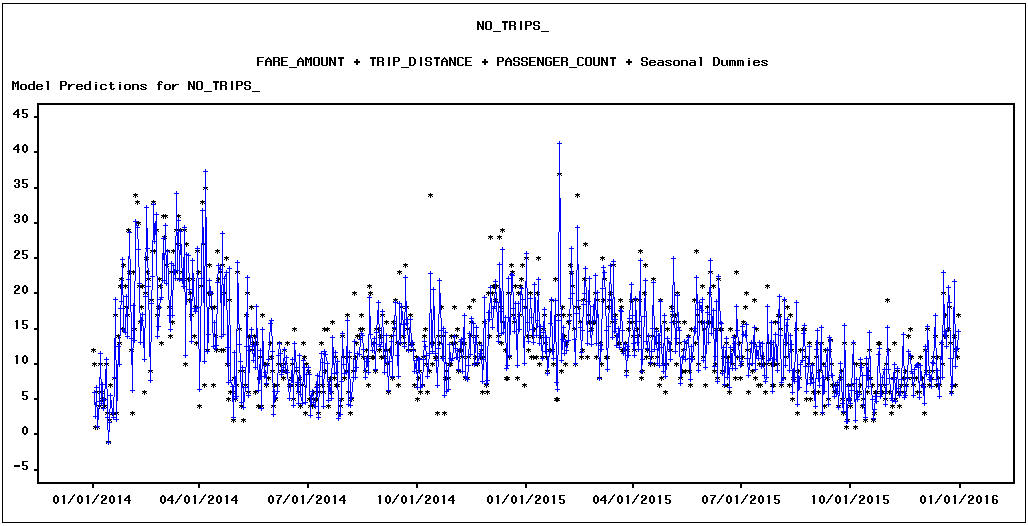 NO_TRIPS_
FARE_AMOUNT + TRIP_DISTANCE + PASSENGER_COUNT + Seasonal Dummies
Model Predictions for NO_TRIPS_
45
40
35
30
25
20
15
10
5
0
-5
01/01/2014 04/01/2014 07/01/2014 10/01/2014 01/01/2015 04/01/2015 07/01/2015 10/01/2015 01/01/2016